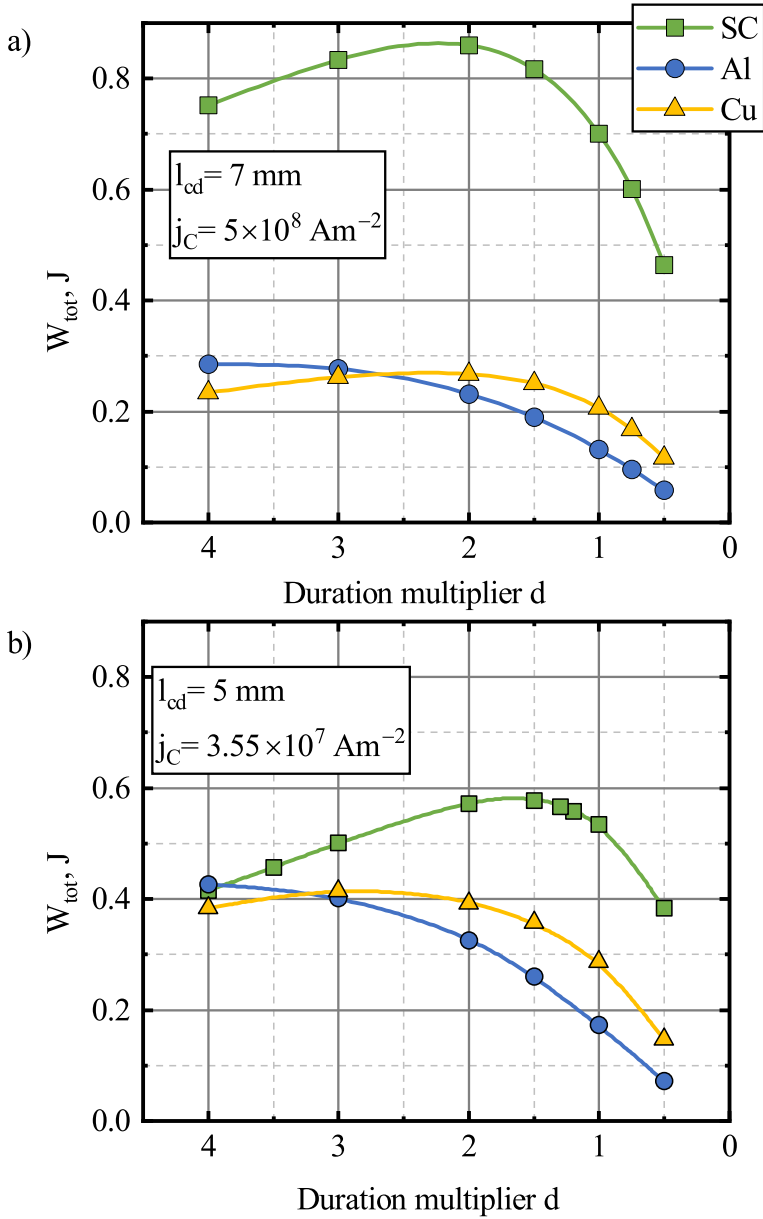 a)
SC
Al
Cu
l_cd= 7 mm
j_C= 5×10^8 Am^−2
W_tot, J
0.8
0.6
0.4
0.2
0.0
4 3 2 1 0
Duration multiplier d
b)
l_cd= 5 mm
j_C= 3.55×10^7 Am^−2
W_tot, J
0.8
0.6
0.4
0.2
0.0
4 3 2 1 0
Duration multiplier d